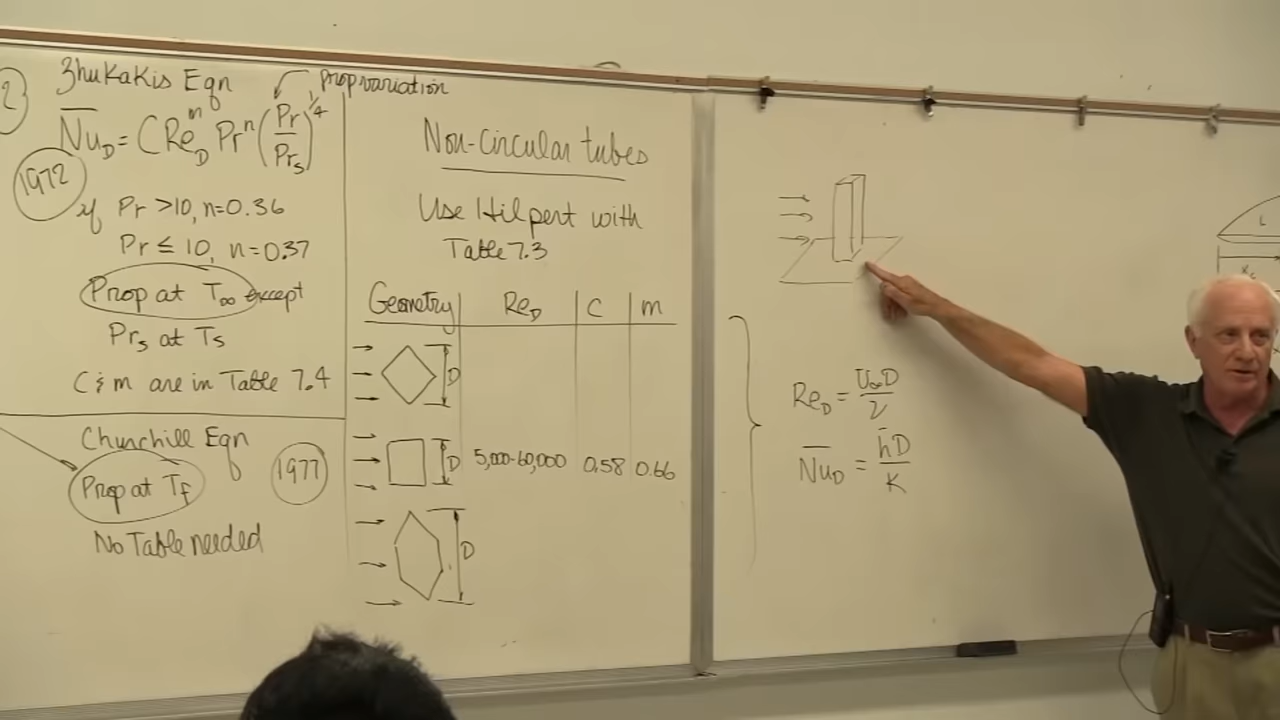 2
Zhukakis Eqn
prop variation
Nu_D = C Re_D^m Pr^n (Pr/Pr_s)^1/4
1972
if Pr >10, n=0.36
Pr ≤ 10, n=0.37
Prop at T∞ except
Pr_s at T_s
C & m are in Table 7.4
Churchill Eqn
1977
Prop at T_f
No Table needed
Non-Circular tubes
Use Hilpert with
Table 7.3
Geometry Re_D C m
D
D 5,000-60,000 0.58 0.66
D
Re_D = U∞D/ν
Nu_D = h̄D/K
L
x_c